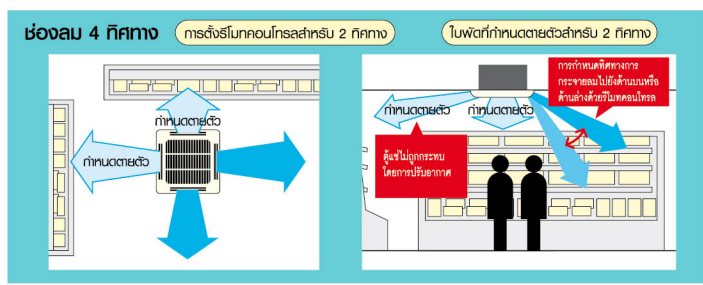 ช่องลม 4 ทิศทาง
การตั้งรีโมทคอนโทรลสำหรับ 2 ทิศทาง
ใบพัดที่กำหนดตายตัวสำหรับ 2 ทิศทาง
กำหนดตายตัว
กำหนดตายตัว
การกำหนดทิศทางการ
กระจายลมไปยังด้านบนหรือ
ด้านล่างด้วยรีโมทคอนโทรล
กำหนดตายตัว
กำหนดตายตัว
ตู้แช่ไม่ถูกกระทบ
โดยการปรับอากาศ